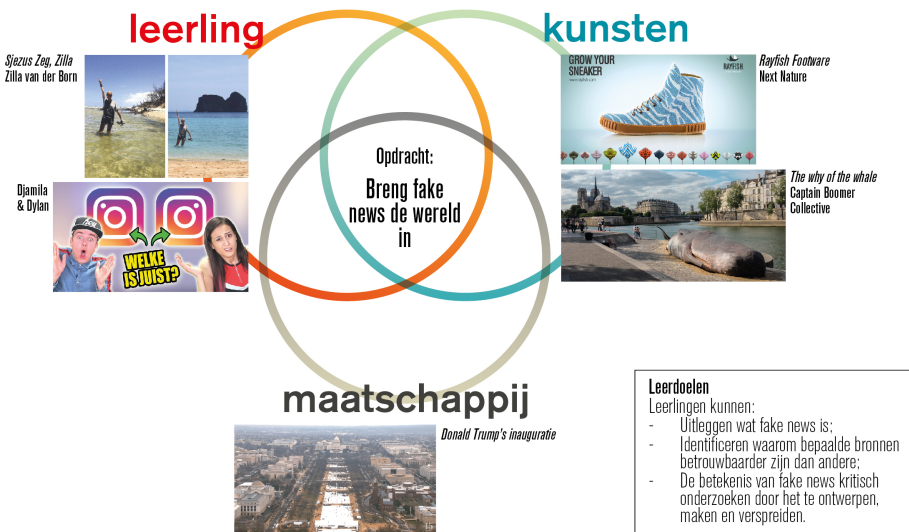 leerling
kunsten
Sjezus Zeg, Zilla
Zilla van der Born
Djamila
& Dylan
WELKE
IS JUIST?
GROW YOUR
SNEAKER
RAYFISH
Rayfish Footware
Next Nature
The why of the whale
Captain Boomer
Collective
Opdracht:
Breng fake
news de wereld
in
maatschappij
Donald Trump's inauguratie
15
Leerdoelen
Leerlingen kunnen:
- Uitleggen wat fake news is;
- Identificeren waarom bepaalde bronnen
betrouwbaarder zijn dan andere;
- De betekenis van fake news kritisch
onderzoeken door het te ontwerpen,
maken en verspreiden.